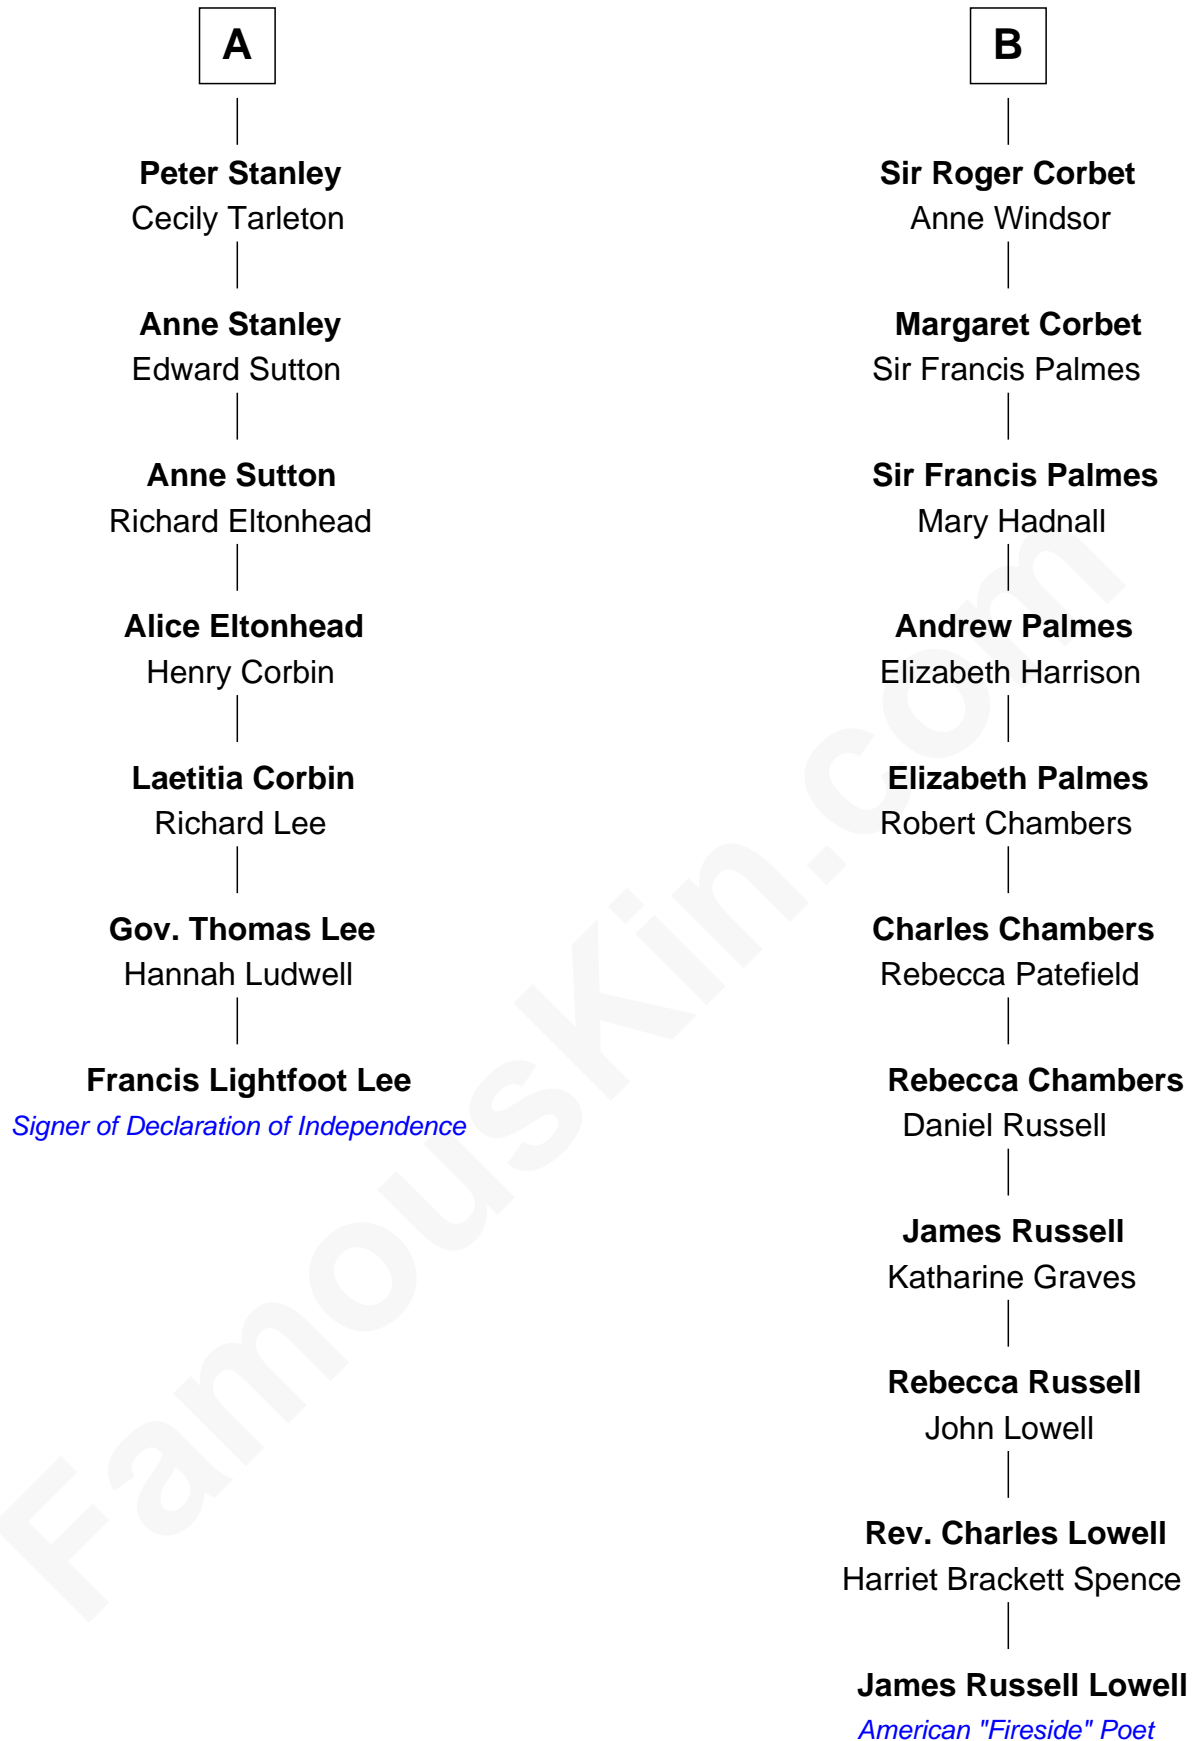 A
Peter Stanley
Cecily Tarleton
Anne Stanley
Edward Sutton
Anne Sutton
Richard Eltonhead
Alice Eltonhead
Henry Corbin
Laetitia Corbin
Richard Lee
Gov. Thomas Lee
Hannah Ludwell
Francis Lightfoot Lee
Signer of Declaration of Independence
B
Sir Roger Corbet
Anne Windsor
Margaret Corbet
Sir Francis Palmes
Sir Francis Palmes
Mary Hadnall
Andrew Palmes
Elizabeth Harrison
Elizabeth Palmes
Robert Chambers
Charles Chambers
Rebecca Patefield
Rebecca Chambers
Daniel Russell
James Russell
Katharine Graves
Rebecca Russell
John Lowell
Rev. Charles Lowell
Harriet Brackett Spence
James Russell Lowell
American "Fireside" Poet
FamousKin.com